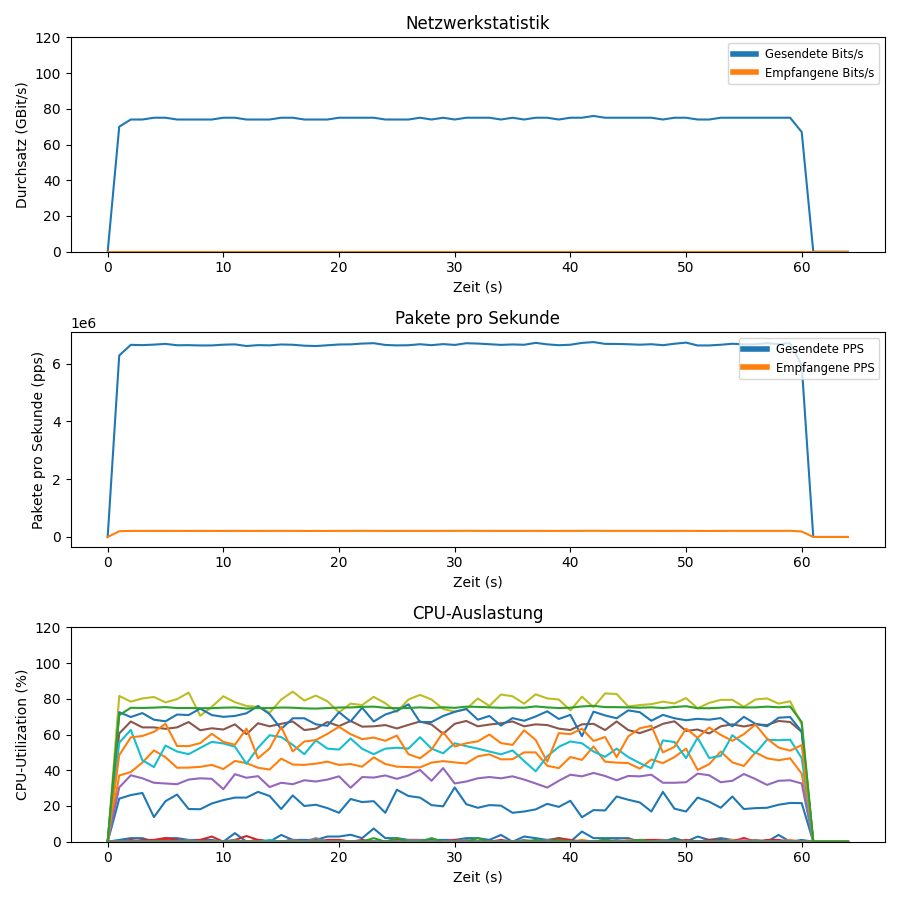 Netzwerkstatistik
120
100
80
60
40
20
0
Durchsatz (GBit/s)
Gesendete Bits/s
Empfangene Bits/s
0 10 20 30 40 50 60
Zeit (s)
Pakete pro Sekunde
1e6
6
4
2
0
Pakete pro Sekunde (pps)
Gesendete PPS
Empfangene PPS
0 10 20 30 40 50 60
Zeit (s)
CPU-Auslastung
120
100
80
60
40
20
0
CPU-Utilization (%)
0 10 20 30 40 50 60
Zeit (s)